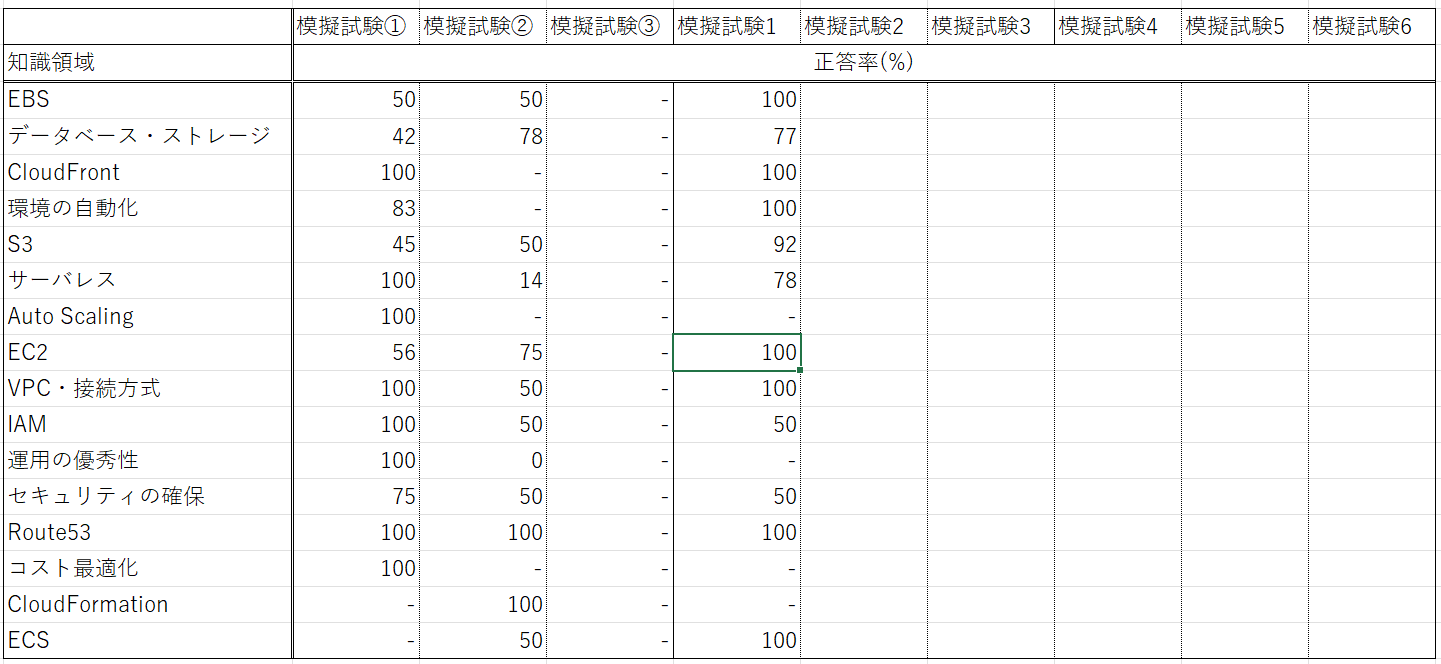 模擬試験① 模擬試験② 模擬試験③ 模擬試験1 模擬試験2 模擬試験3 模擬試験4 模擬試験5 模擬試験6
知識領域 正答率(%)
EBS 50 50 - 100
データベース・ストレージ 42 78 - 77
CloudFront 100 - - 100
環境の自動化 83 - - 100
S3 45 50 - 92
サーバレス 100 14 - 78
Auto Scaling 100 - - -
EC2 56 75 - 100
VPC・接続方式 100 50 - 100
IAM 100 50 - 50
運用の優秀性 100 0 - -
セキュリティの確保 75 50 - 50
Route53 100 100 - 100
コスト最適化 100 - - -
CloudFormation - 100 - -
ECS - 50 - 100